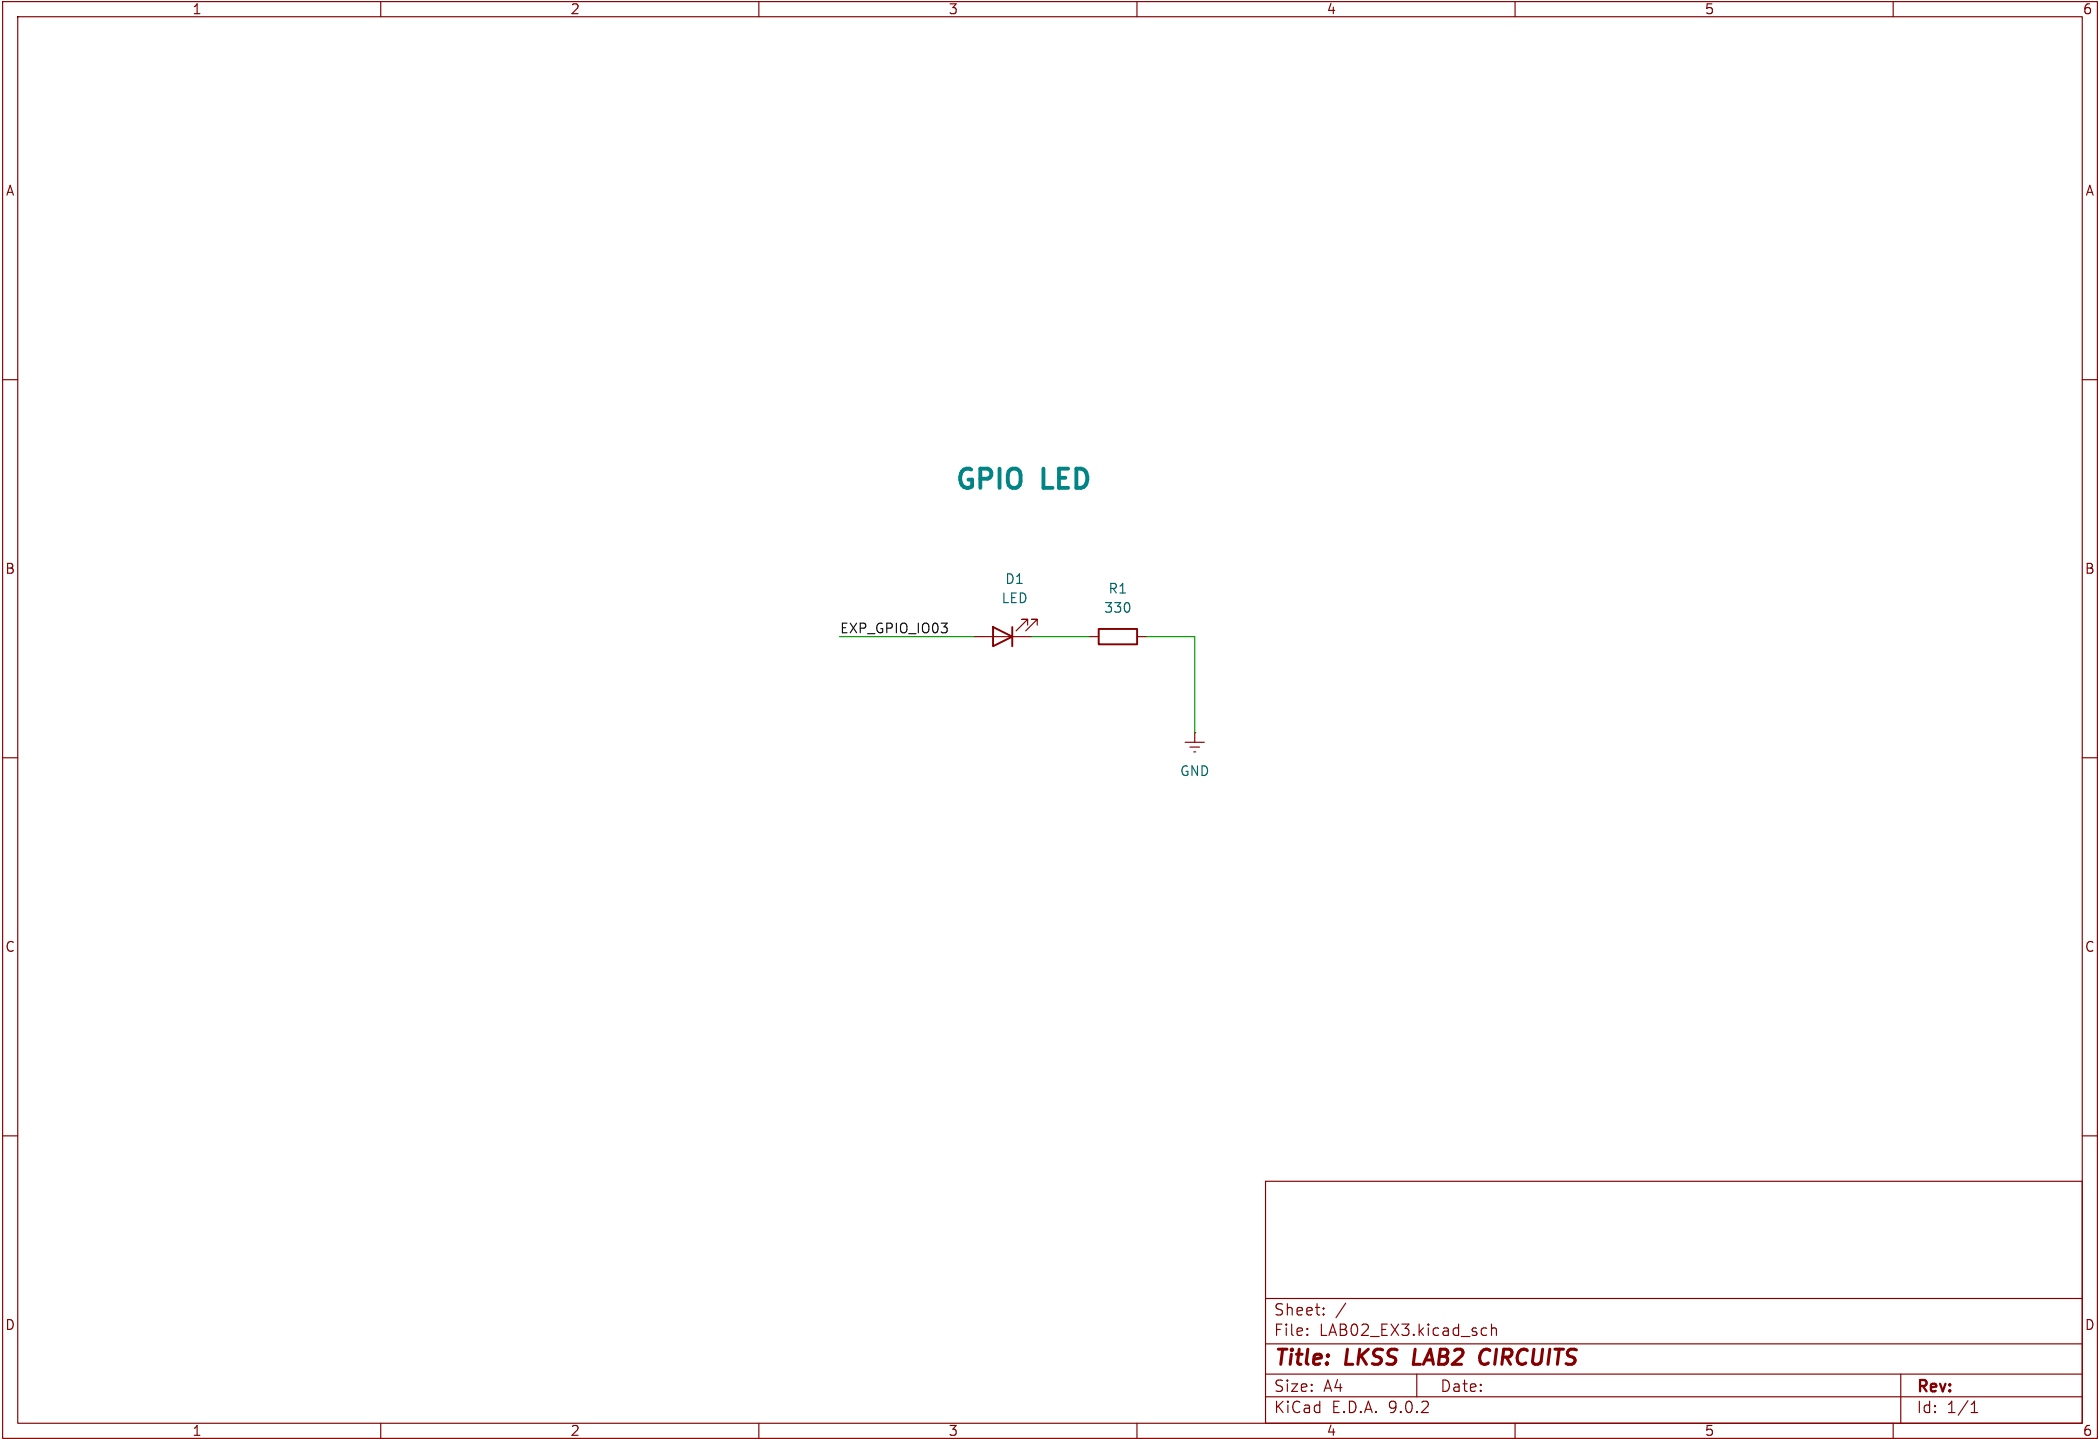 1 2 3 4 5 6
A A
GPIO LED
B B
D1
LED
R1
330
EXP_GPIO_IO03
GND
C C
D D
Sheet: /
File: LAB02_EX3.kicad_sch
Title: LKSS LAB2 CIRCUITS
Size: A4 Date: Rev:
KiCad E.D.A. 9.0.2 Id: 1/1
1 2 3 4 5 6